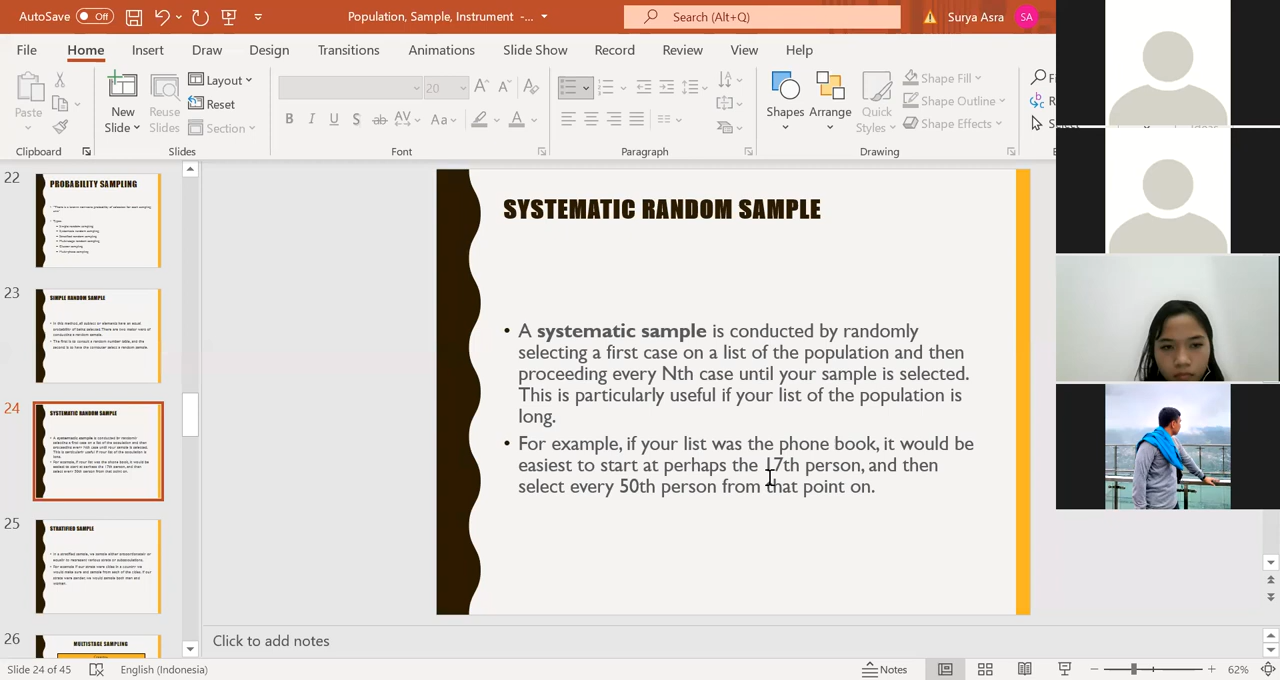 AutoSave Off
Population, Sample, Instrument -...
Search (Alt+Q)
Surya Asra SA
File Home Insert Draw Design Transitions Animations Slide Show Record Review View Help
Paste
Clipboard
New Slide
Reuse Slides
Layout
Reset
Section
Slides
20
Font
Paragraph
Shapes
Arrange
Quick Styles
Shape Fill
Shape Outline
Shape Effects
Drawing
22
PROBABILITY SAMPLING
23
SIMPLE RANDOM SAMPLE
24
SYSTEMATIC RANDOM SAMPLE
25
STRATIFIED SAMPLE
26
MULTISTAGE SAMPLING
SYSTEMATIC RANDOM SAMPLE
• A systematic sample is conducted by randomly
selecting a first case on a list of the population and then
proceeding every Nth case until your sample is selected.
This is particularly useful if your list of the population is
long.
• For example, if your list was the phone book, it would be
easiest to start at perhaps the 17th person, and then
select every 50th person from that point on.
Click to add notes
Slide 24 of 45
English (Indonesia)
Notes
62%